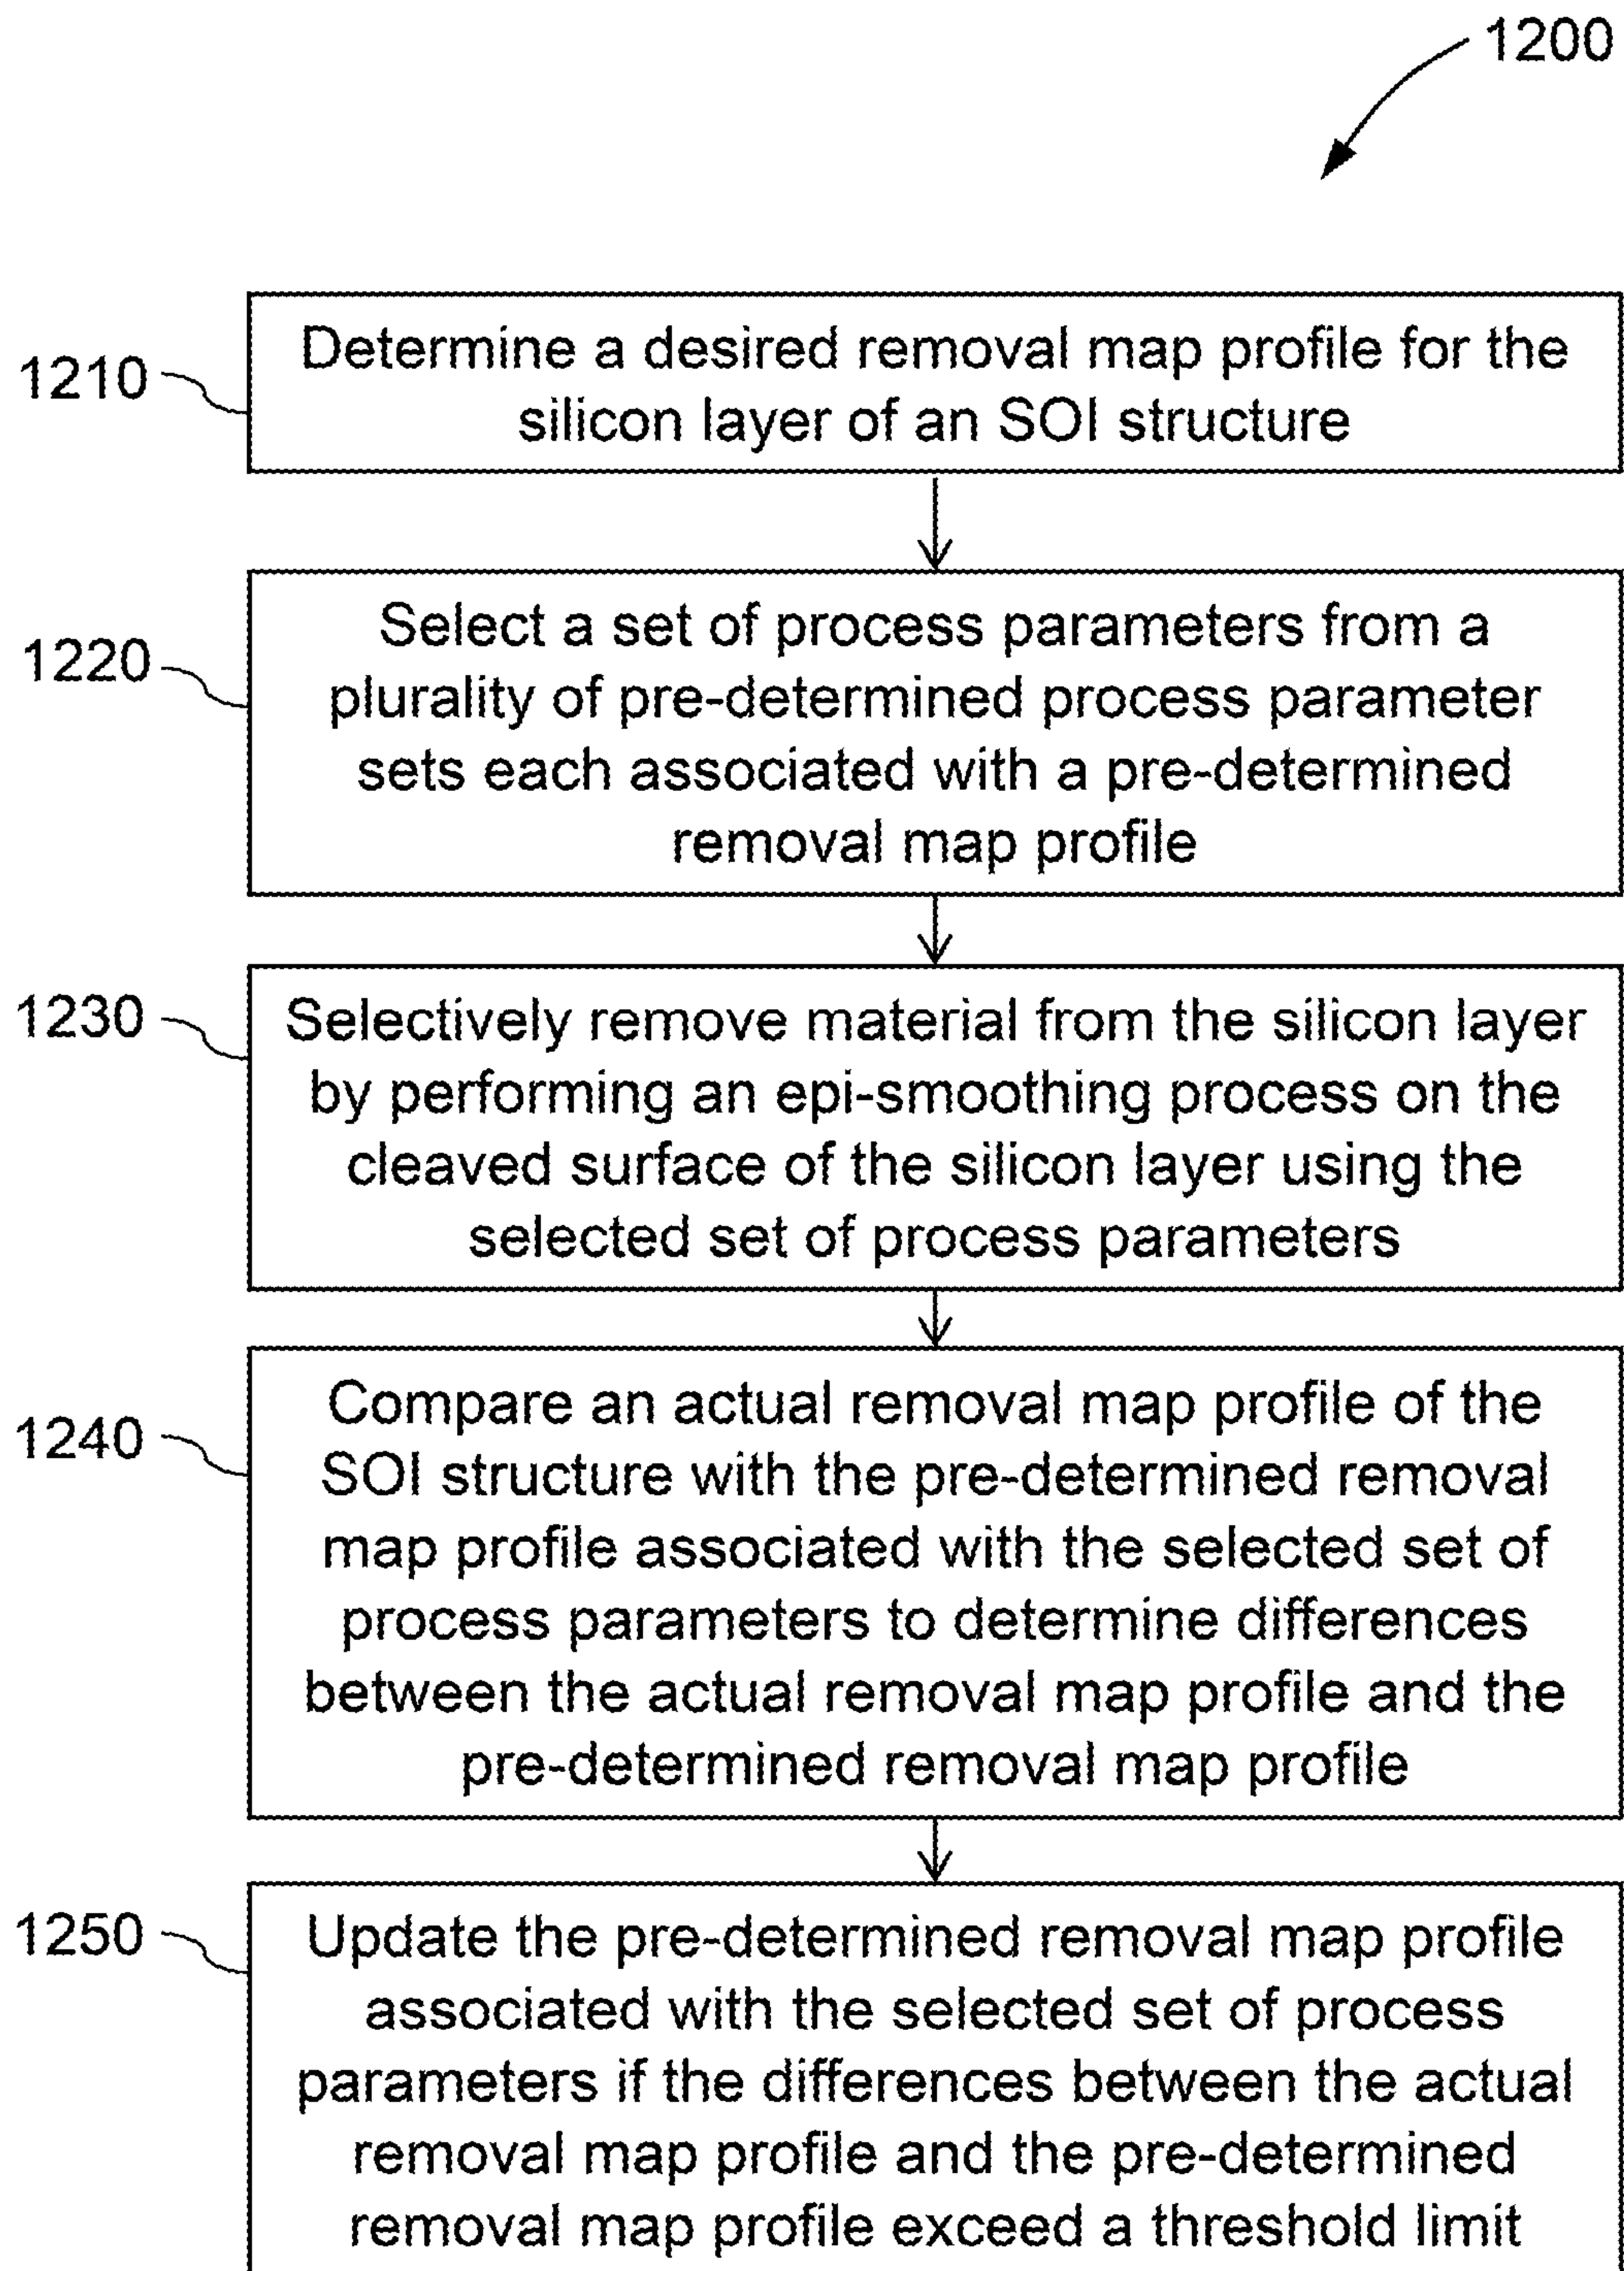 1200
1210
Determine a desired removal map profile for the
silicon layer of an SOI structure
1220
Select a set of process parameters from a
plurality of pre-determined process parameter
sets each associated with a pre-determined
removal map profile
1230
Selectively remove material from the silicon layer
by performing an epi-smoothing process on the
cleaved surface of the silicon layer using the
selected set of process parameters
1240
Compare an actual removal map profile of the
SOI structure with the pre-determined removal
map profile associated with the selected set of
process parameters to determine differences
between the actual removal map profile and the
pre-determined removal map profile
1250
Update the pre-determined removal map profile
associated with the selected set of process
parameters if the differences between the actual
removal map profile and the pre-determined
removal map profile exceed a threshold limit